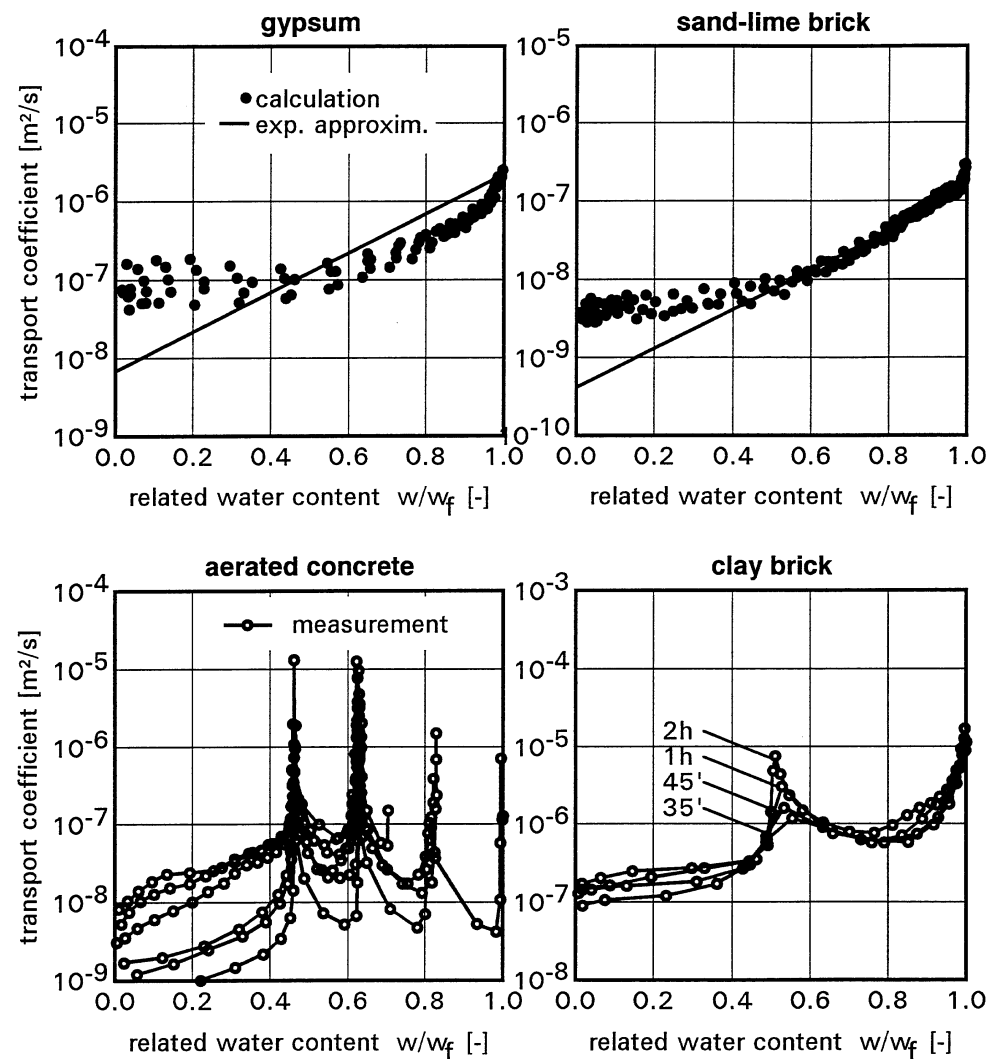 gypsum
transport coefficient [m²/s]
10-4
10-5
10-6
10-7
10-8
10-9
calculation
exp. approxim.
0.0 0.2 0.4 0.6 0.8 1.0
related water content w/wf [-]
sand-lime brick
10-5
10-6
10-7
10-8
10-9
10-10
0.0 0.2 0.4 0.6 0.8 1.0
related water content w/wf [-]
aerated concrete
transport coefficient [m²/s]
10-4
10-5
10-6
10-7
10-8
10-9
measurement
0.0 0.2 0.4 0.6 0.8 1.0
related water content w/wf [-]
clay brick
10-3
10-4
10-5
10-6
10-7
10-8
2h
1h
45'
35'
0.0 0.2 0.4 0.6 0.8 1.0
related water content w/wf [-]